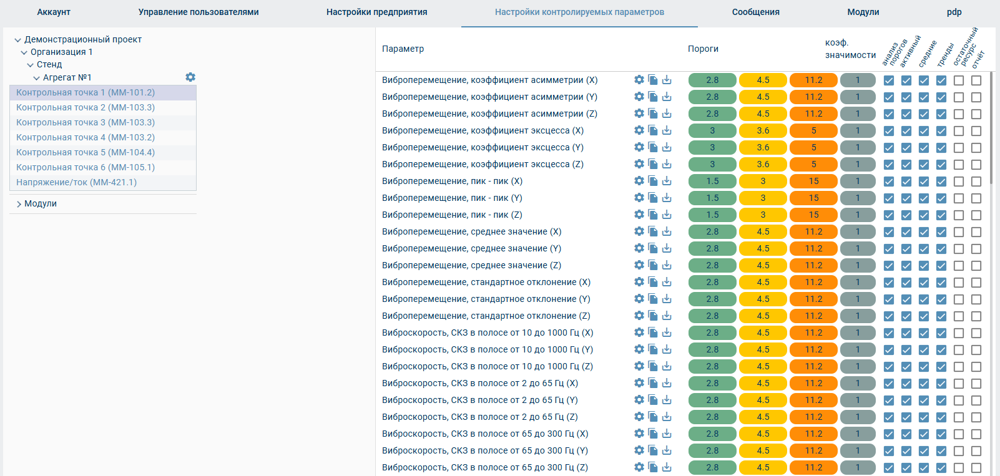 Аккаунт Управление пользователями Настройки предприятия Настройки контролируемых параметров Сообщения Модули pdp
Демонстрационный проект
Организация 1
Стенд
Агрегат №1
Контрольная точка 1 (ММ-101.2)
Контрольная точка 2 (ММ-103.3)
Контрольная точка 3 (ММ-103.3)
Контрольная точка 4 (ММ-103.2)
Контрольная точка 5 (ММ-104.4)
Контрольная точка 6 (ММ-105.1)
Напряжение/ток (ММ-421.1)
Модули
Параметр Пороги коэф. значимости анализ порогов активный средние тренды остаточный ресурс отчёт
Виброперемещение, коэффициент асимметрии (X) 2.8 4.5 11.2 1
Виброперемещение, коэффициент асимметрии (Y) 2.8 4.5 11.2 1
Виброперемещение, коэффициент асимметрии (Z) 2.8 4.5 11.2 1
Виброперемещение, коэффициент эксцесса (X) 3 3.6 5 1
Виброперемещение, коэффициент эксцесса (Y) 3 3.6 5 1
Виброперемещение, коэффициент эксцесса (Z) 3 3.6 5 1
Виброперемещение, пик - пик (X) 1.5 3 15 1
Виброперемещение, пик - пик (Y) 1.5 3 15 1
Виброперемещение, пик - пик (Z) 1.5 3 15 1
Виброперемещение, среднее значение (X) 2.8 4.5 11.2 1
Виброперемещение, среднее значение (Y) 2.8 4.5 11.2 1
Виброперемещение, среднее значение (Z) 2.8 4.5 11.2 1
Виброперемещение, стандартное отклонение (X) 2.8 4.5 11.2 1
Виброперемещение, стандартное отклонение (Y) 2.8 4.5 11.2 1
Виброперемещение, стандартное отклонение (Z) 2.8 4.5 11.2 1
Виброскорость, СКЗ в полосе от 10 до 1000 Гц (X) 2.8 4.5 11.2 1
Виброскорость, СКЗ в полосе от 10 до 1000 Гц (Y) 2.8 4.5 11.2 1
Виброскорость, СКЗ в полосе от 10 до 1000 Гц (Z) 2.8 4.5 11.2 1
Виброскорость, СКЗ в полосе от 2 до 65 Гц (X) 2.8 4.5 11.2 1
Виброскорость, СКЗ в полосе от 2 до 65 Гц (Y) 2.8 4.5 11.2 1
Виброскорость, СКЗ в полосе от 2 до 65 Гц (Z) 2.8 4.5 11.2 1
Виброскорость, СКЗ в полосе от 65 до 300 Гц (X) 2.8 4.5 11.2 1
Виброскорость, СКЗ в полосе от 65 до 300 Гц (Y) 2.8 4.5 11.2 1
Виброскорость, СКЗ в полосе от 65 до 300 Гц (Z) 2.8 4.5 11.2 1